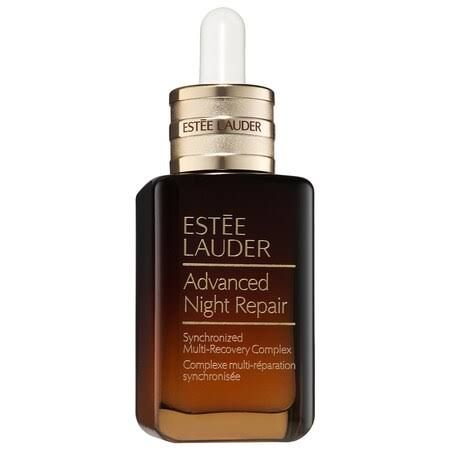 ESTĒE LAUDER
ESTĒE
LAUDER
Advanced
Night Repair
Synchronized
Multi-Recovery Complex
Complexe multi-réparation
synchronisée